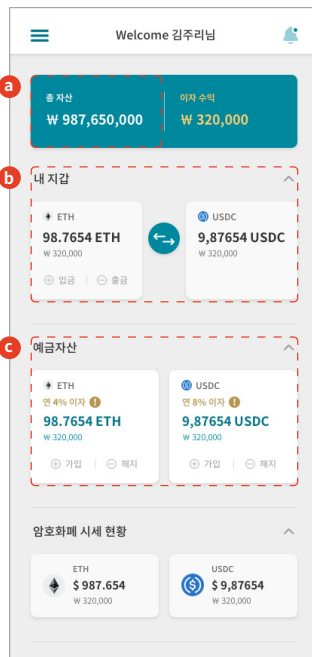 Welcome 김주리님
a
총 자산
이자 수익
₩ 987,650,000
₩ 320,000
b
내 지갑
ETH
98.7654 ETH
₩ 320,000
입금 | 출금
USDC
9,87654 USDC
₩ 320,000
c
예금자산
ETH
연 4% 이자
98.7654 ETH
₩ 320,000
가입 | 해지
USDC
연 8% 이자
9,87654 USDC
₩ 320,000
가입 | 해지
암호화폐 시세 현황
ETH
$ 987.654
₩ 320,000
USDC
$ 9,87654
₩ 320,000